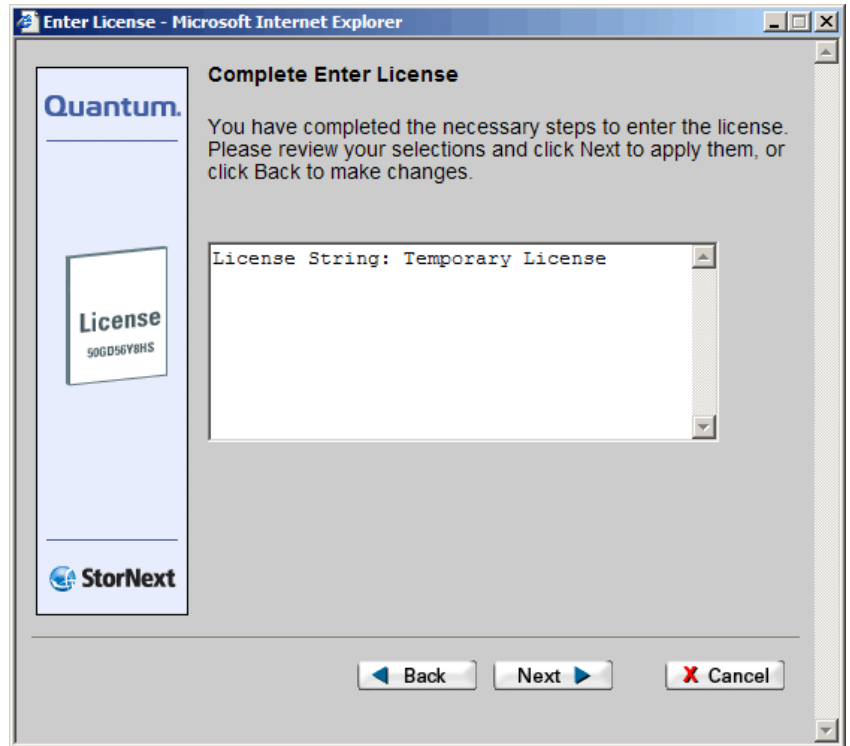 Enter License - Microsoft Internet Explorer
Quantum.
Complete Enter License
You have completed the necessary steps to enter the license.
Please review your selections and click Next to apply them, or
click Back to make changes.
License String: Temporary License
License
50GD56Y8HS
StorNext
Back
Next
X Cancel